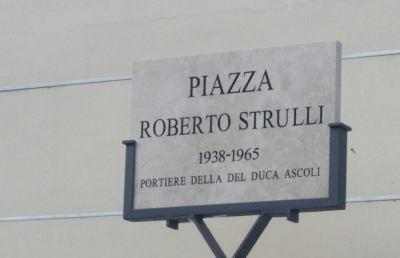 PIAZZA
ROBERTO STRULLI
1938-1965
PORTIERE DELLA DEL DUCA ASCOLI